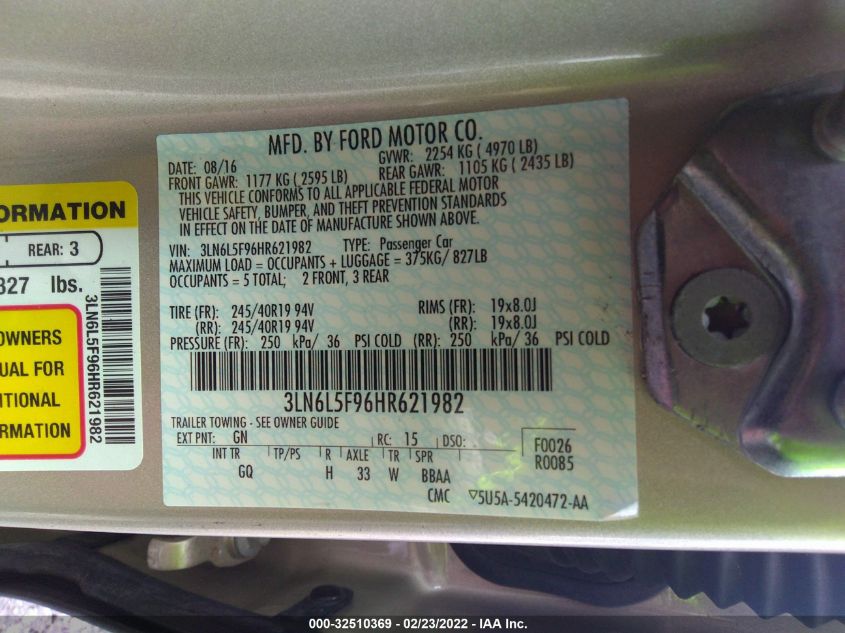 MFD. BY FORD MOTOR CO.
DATE: 08/16 GVWR: 2254 KG ( 4970 LB)
FRONT GAWR: 1177 KG ( 2595 LB) REAR GAWR: 1105 KG ( 2435 LB)
THIS VEHICLE CONFORMS TO ALL APPLICABLE FEDERAL MOTOR
VEHICLE SAFETY, BUMPER, AND THEFT PREVENTION STANDARDS
IN EFFECT ON THE DATE OF MANUFACTURE SHOWN ABOVE.
VIN: 3LN6L5F96HR621982 TYPE: Passenger Car
MAXIMUM LOAD = OCCUPANTS + LUGGAGE = 375KG/ 827LB
OCCUPANTS = 5 TOTAL; 2 FRONT, 3 REAR
TIRE (FR): 245/40R19 94V RIMS (FR): 19x8.0J
(RR): 245/40R19 94V (RR): 19x8.0J
PRESSURE (FR): 250 kPa/ 36 PSI COLD (RR): 250 kPa/ 36 PSI COLD
3LN6L5F96HR621982
TRAILER TOWING - SEE OWNER GUIDE
EXT PNT: GN RC: 15 DSO: F0026
INT TR TP/PS R AXLE TR SPR R0085
GQ H 33 W BBAA
CMC ▽5U5A-5420472-AA
FORMATION
REAR: 3
827 lbs.
OWNERS
UAL FOR
ITIONAL
FORMATION
3LN6L5F96HR621982
000-32510369 - 02/23/2022 - IAA Inc.